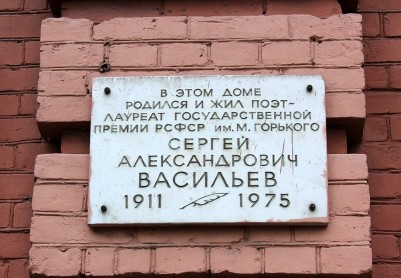 В ЭТОМ ДОМЕ
РОДИЛСЯ И ЖИЛ ПОЭТ-
ЛАУРЕАТ ГОСУДАРСТВЕННОЙ
ПРЕМИИ РСФСР ИМ. М. ГОРЬКОГО
СЕРГЕЙ
АЛЕКСАНДРОВИЧ
ВАСИЛЬЕВ
1911 1975